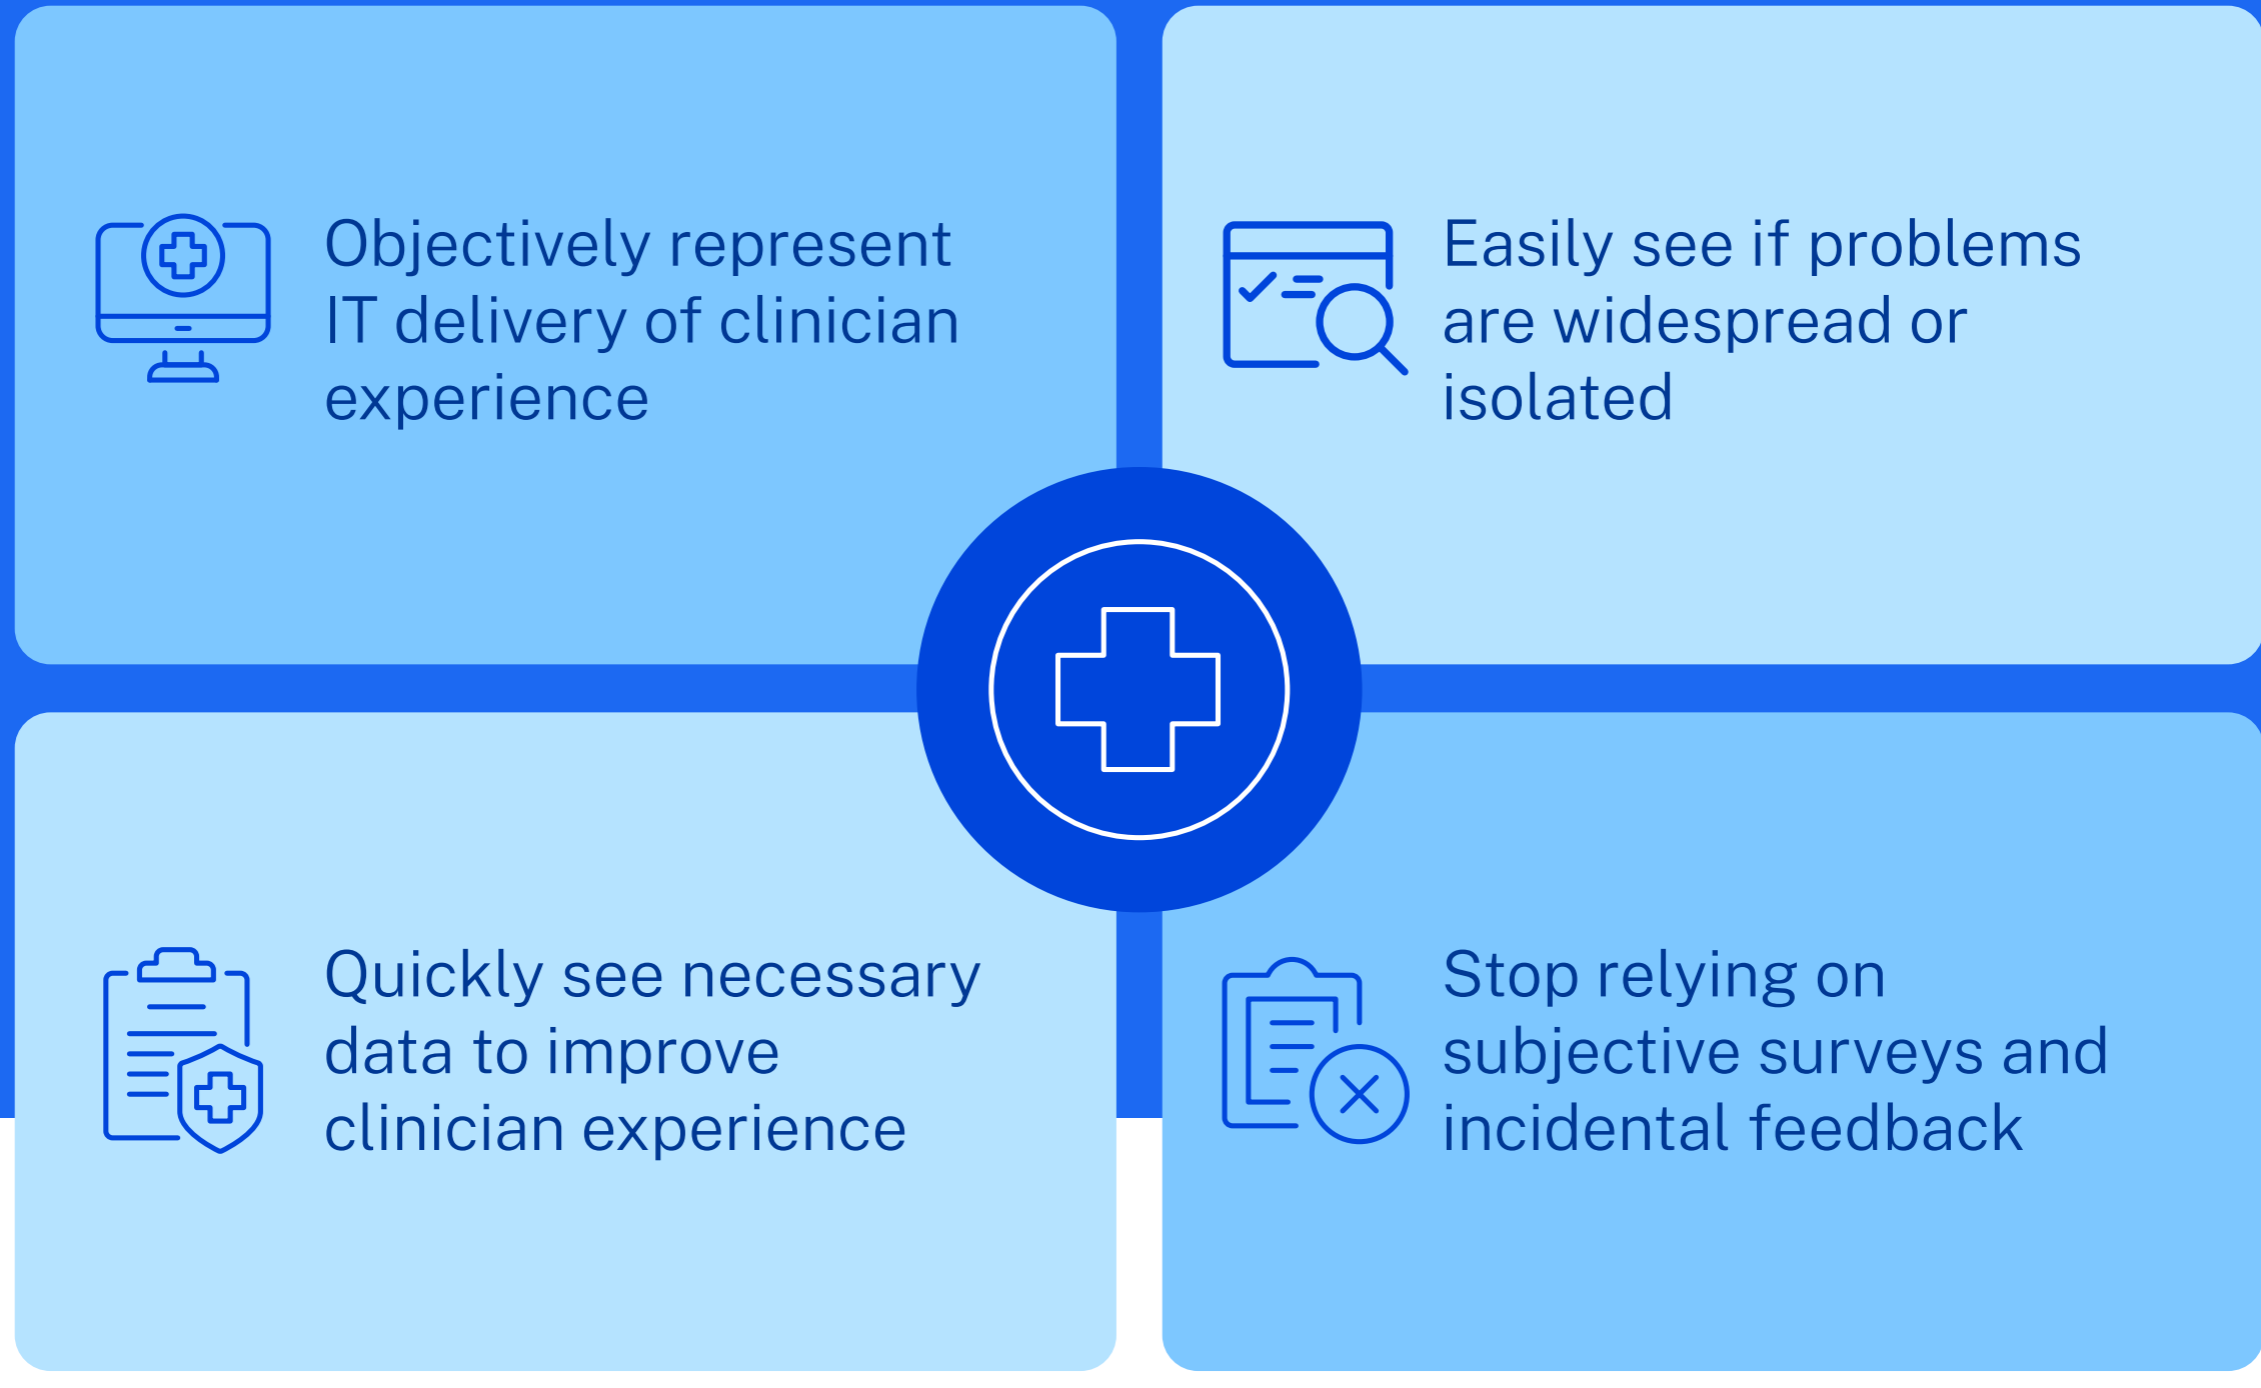 Objectively represent
IT delivery of clinician
experience
Easily see if problems
are widespread or
isolated
Quickly see necessary
data to improve
clinician experience
Stop relying on
subjective surveys and
incidental feedback